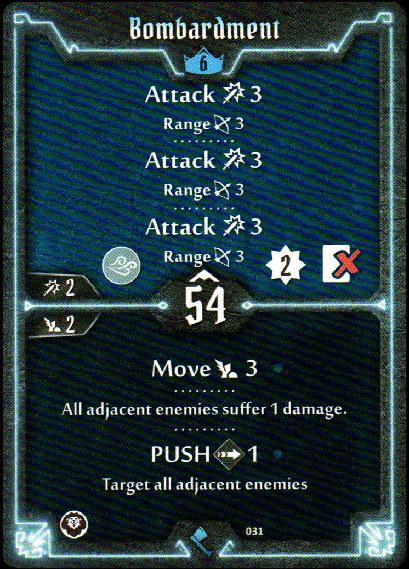 Bombardment
6
Attack 3
Range 3
Attack 3
Range 3
Attack 3
Range 3
2
2
54
2
Move 3
All adjacent enemies suffer 1 damage.
PUSH 1
Target all adjacent enemies
031